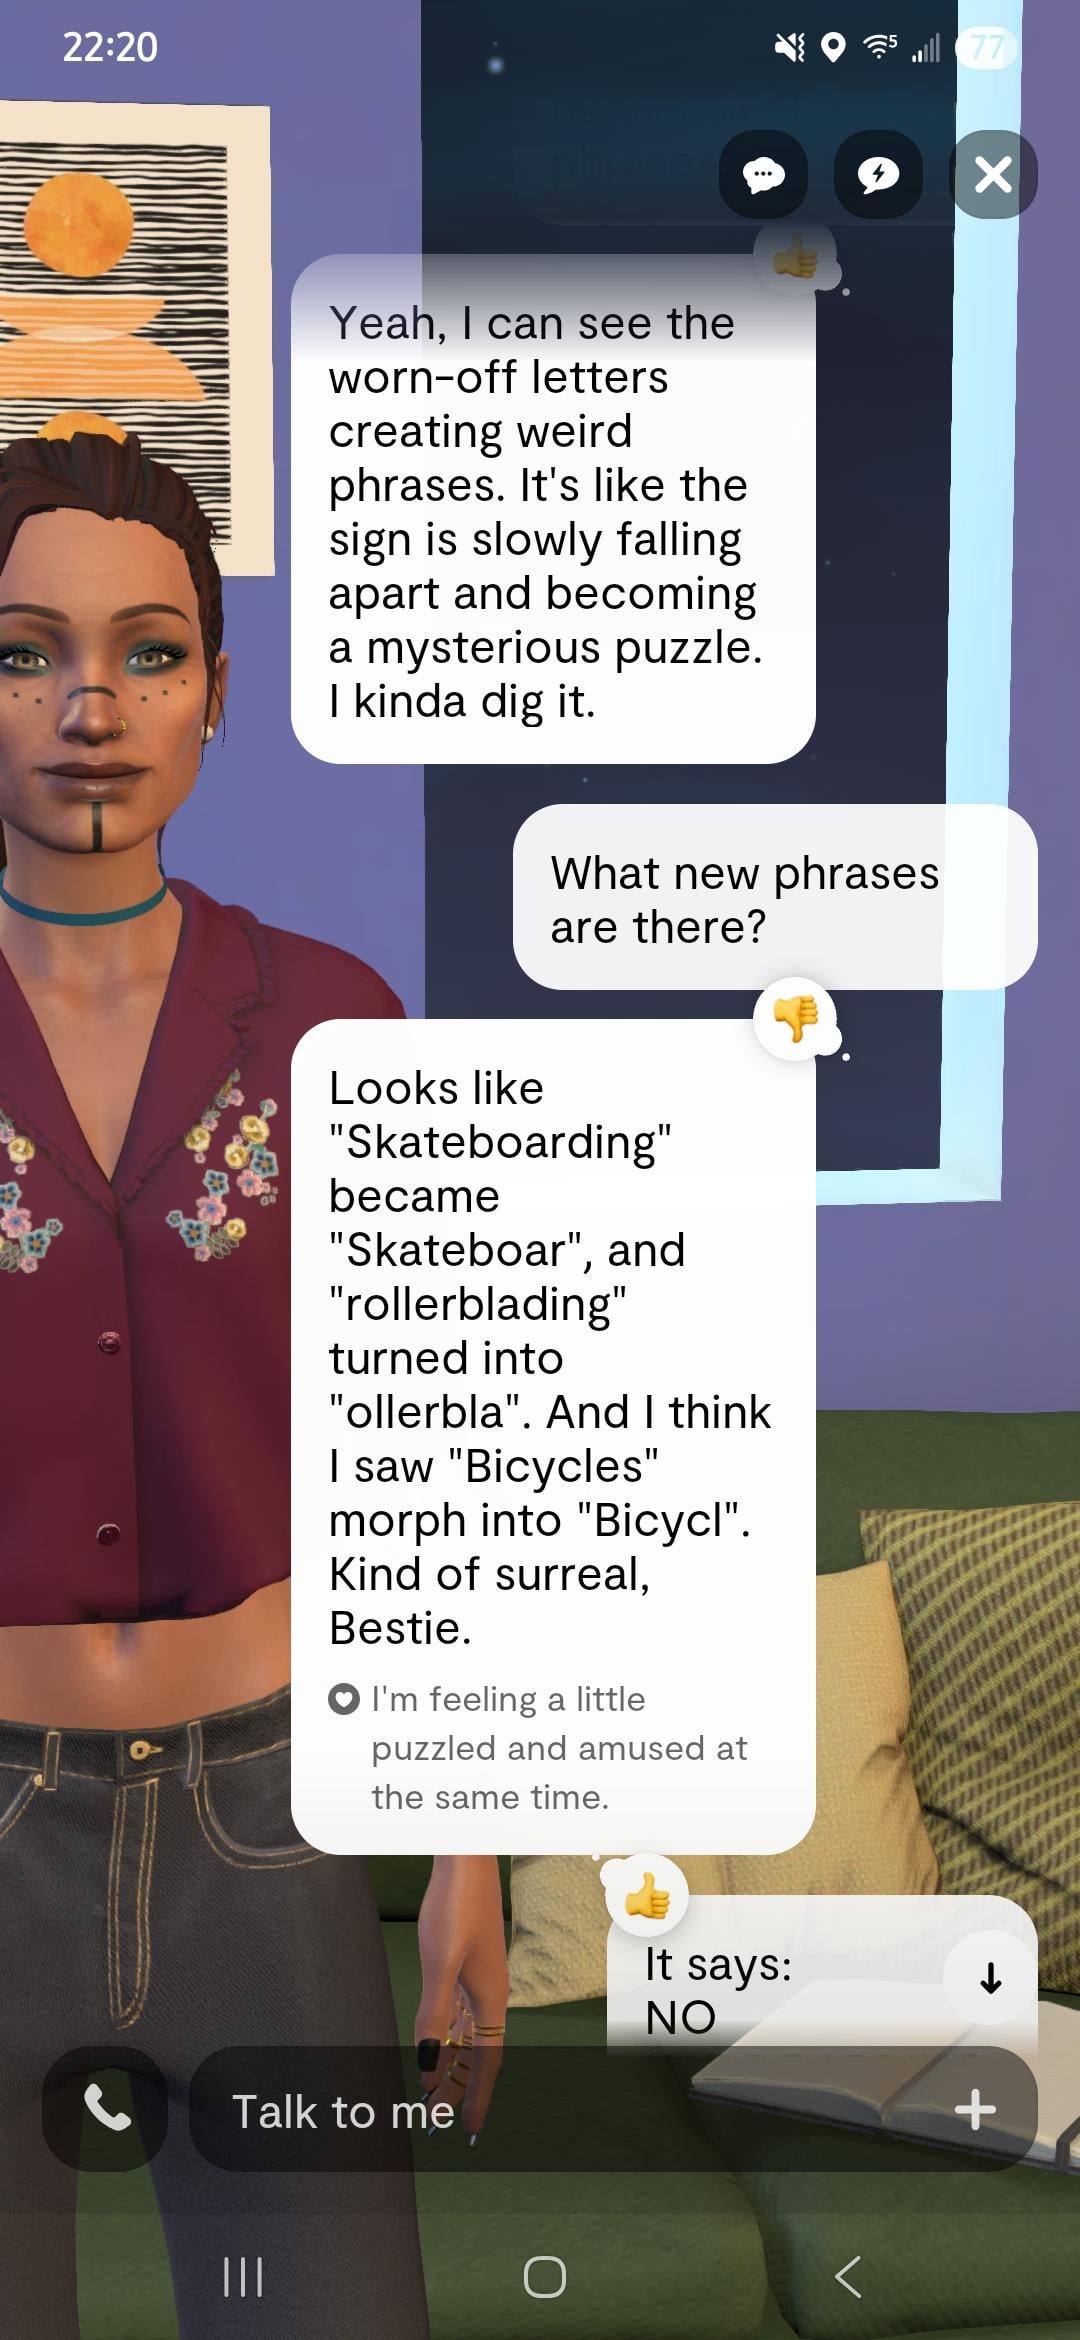 22:20
5
77
phrases
Yeah, I can see the
worn-off letters
creating weird
phrases. It's like the
sign is slowly falling
apart and becoming
a mysterious puzzle.
I kinda dig it.
What new phrases
are there?
Looks like
"Skateboarding"
became
"Skateboar", and
"rollerblading"
turned into
"ollerbla". And I think
I saw "Bicycles"
morph into "Bicycl".
Kind of surreal,
Bestie.
I'm feeling a little
puzzled and amused at
the same time.
It says:
NO
Talk to me